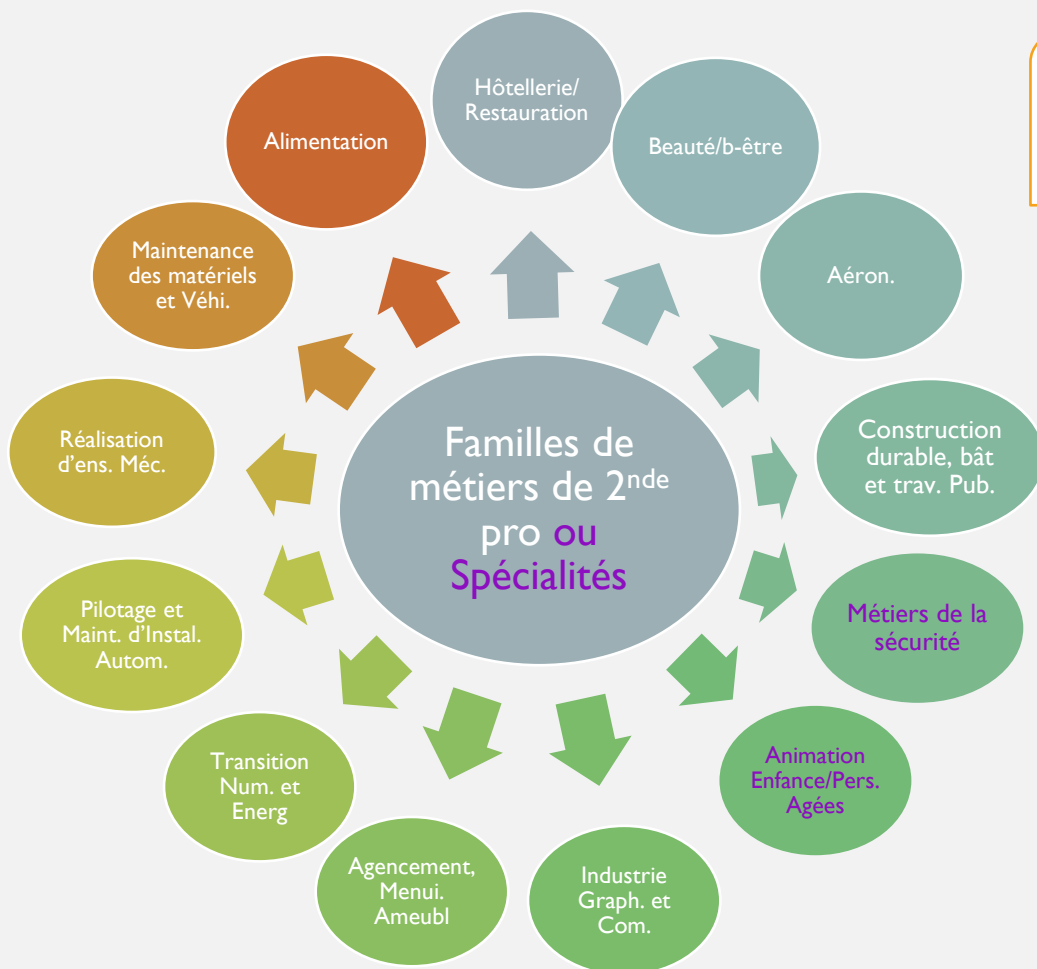 Hôtellerie/
Restauration
Alimentation
Beauté/b-être
Maintenance
des matériels
et Véhi.
Aéron.
Familles de
métiers de 2nde
pro ou
Spécialités
Réalisation
d'ens. Méc.
Construction
durable, bât
et trav. Pub.
Pilotage et
Maint. d'Instal.
Autom.
Métiers de la
sécurité
Transition
Num. et
Energ
Animation
Enfance/Pers.
Agées
Agencement,
Menui.
Ameubl
Industrie
Graph. et
Com.